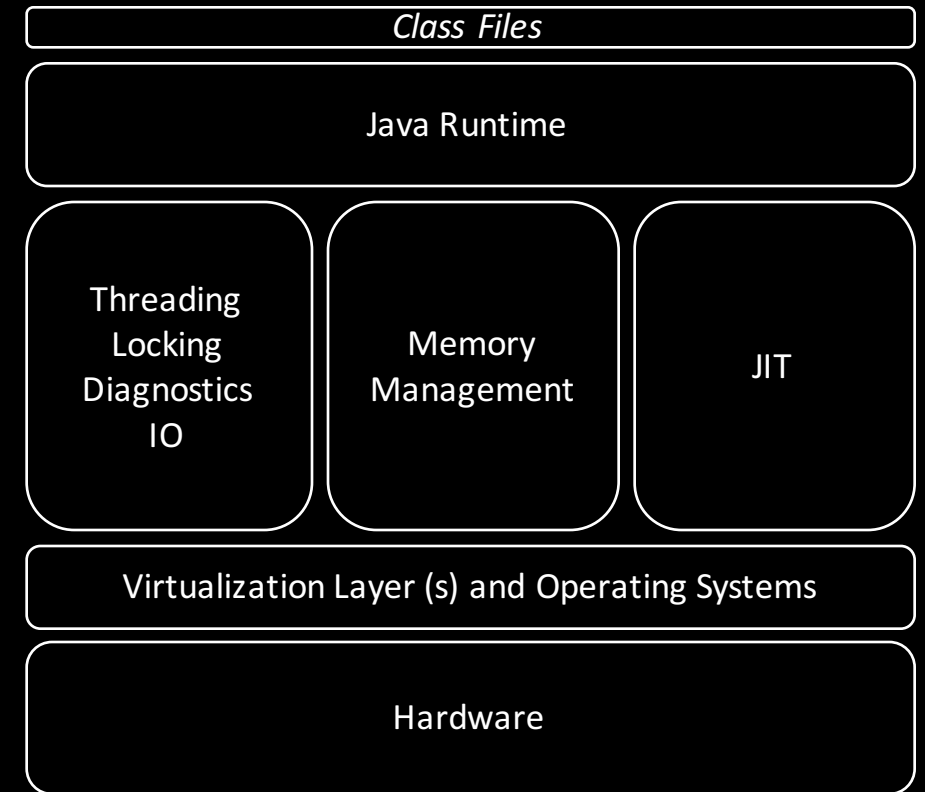 Class Files
Java Runtime
Threading
Locking
Diagnostics
IO
Memory
Management
JIT
Virtualization Layer (s) and Operating Systems
Hardware